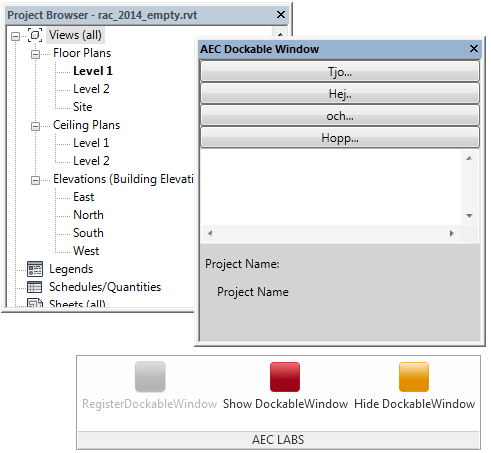 Project Browser - rac_2014_empty.rvt
Views (all)
Floor Plans
Level 1
Level 2
Site
Ceiling Plans
Level 1
Level 2
Elevations (Building Elevati
East
North
South
West
Legends
Schedules/Quantities
Sheets (all)
AEC Dockable Window
Tjo...
Hej..
och...
Hopp...
Project Name:
Project Name
RegisterDockableWindow
Show DockableWindow
Hide DockableWindow
AEC LABS